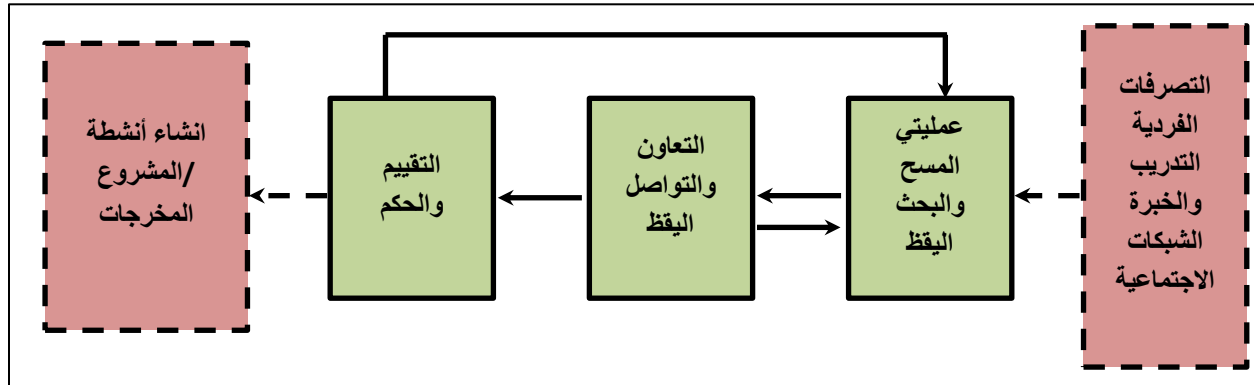 التصرفات
الفردية
التدريب
والخبرة
الشبكات
الاجتماعية
عمليتي
المسح
والبحث
اليقظ
التعاون
والتواصل
اليقظ
التقييم
والحكم
انشاء أنشطة
/المشروع
المخرجات